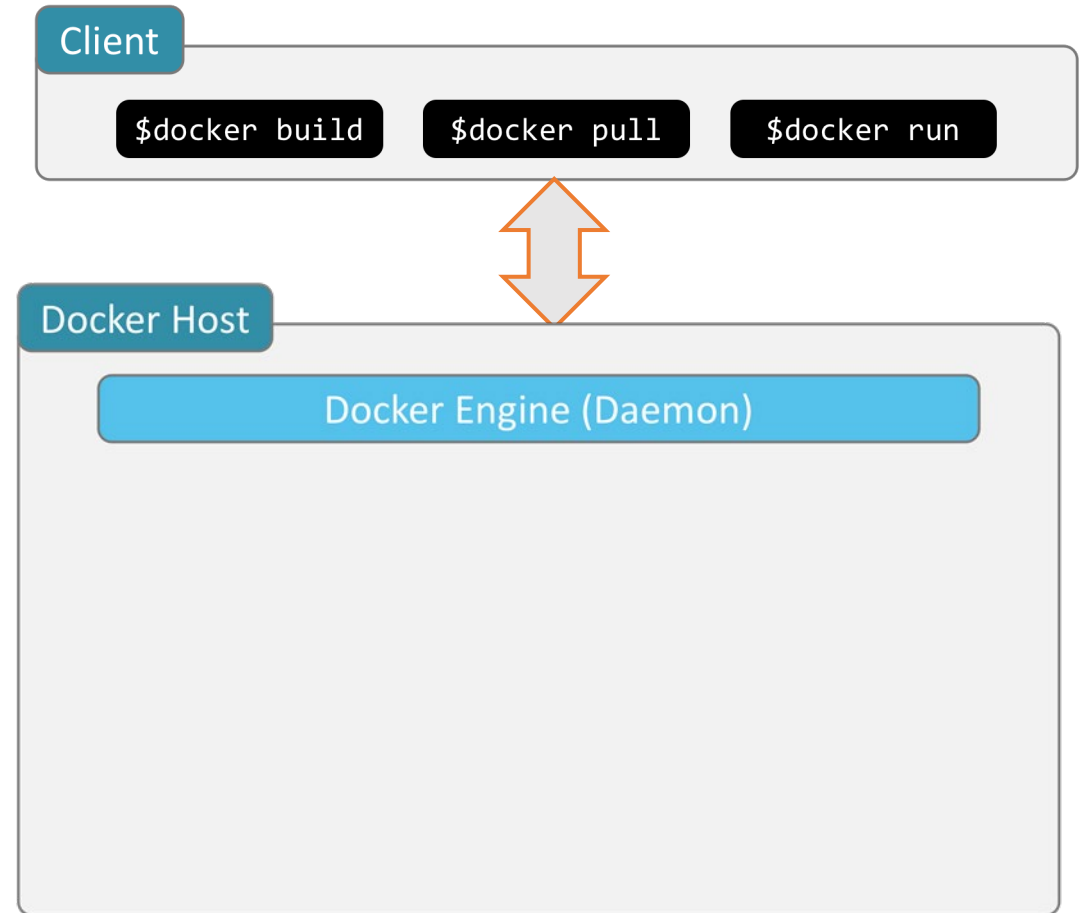 Client
$docker build
$docker pull
$docker run
Docker Host
Docker Engine (Daemon)